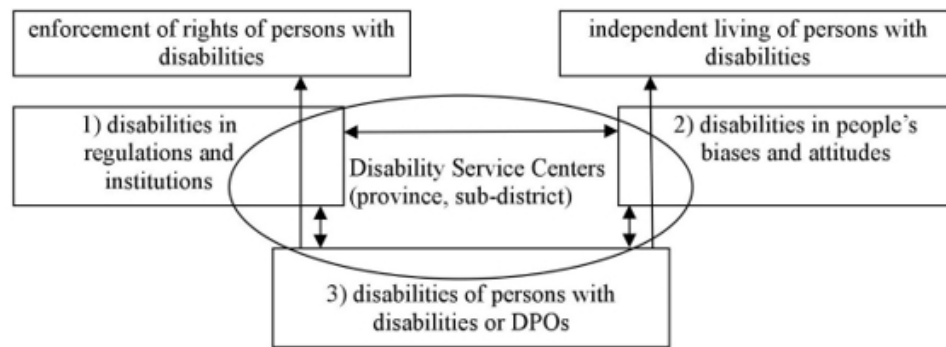 enforcement of rights of persons with
disabilities
independent living of persons with
disabilities
1) disabilities in
regulations and
institutions
2) disabilities in people’s
biases and attitudes
Disability Service Centers
(province, sub-district)
3) disabilities of persons with
disabilities or DPOs